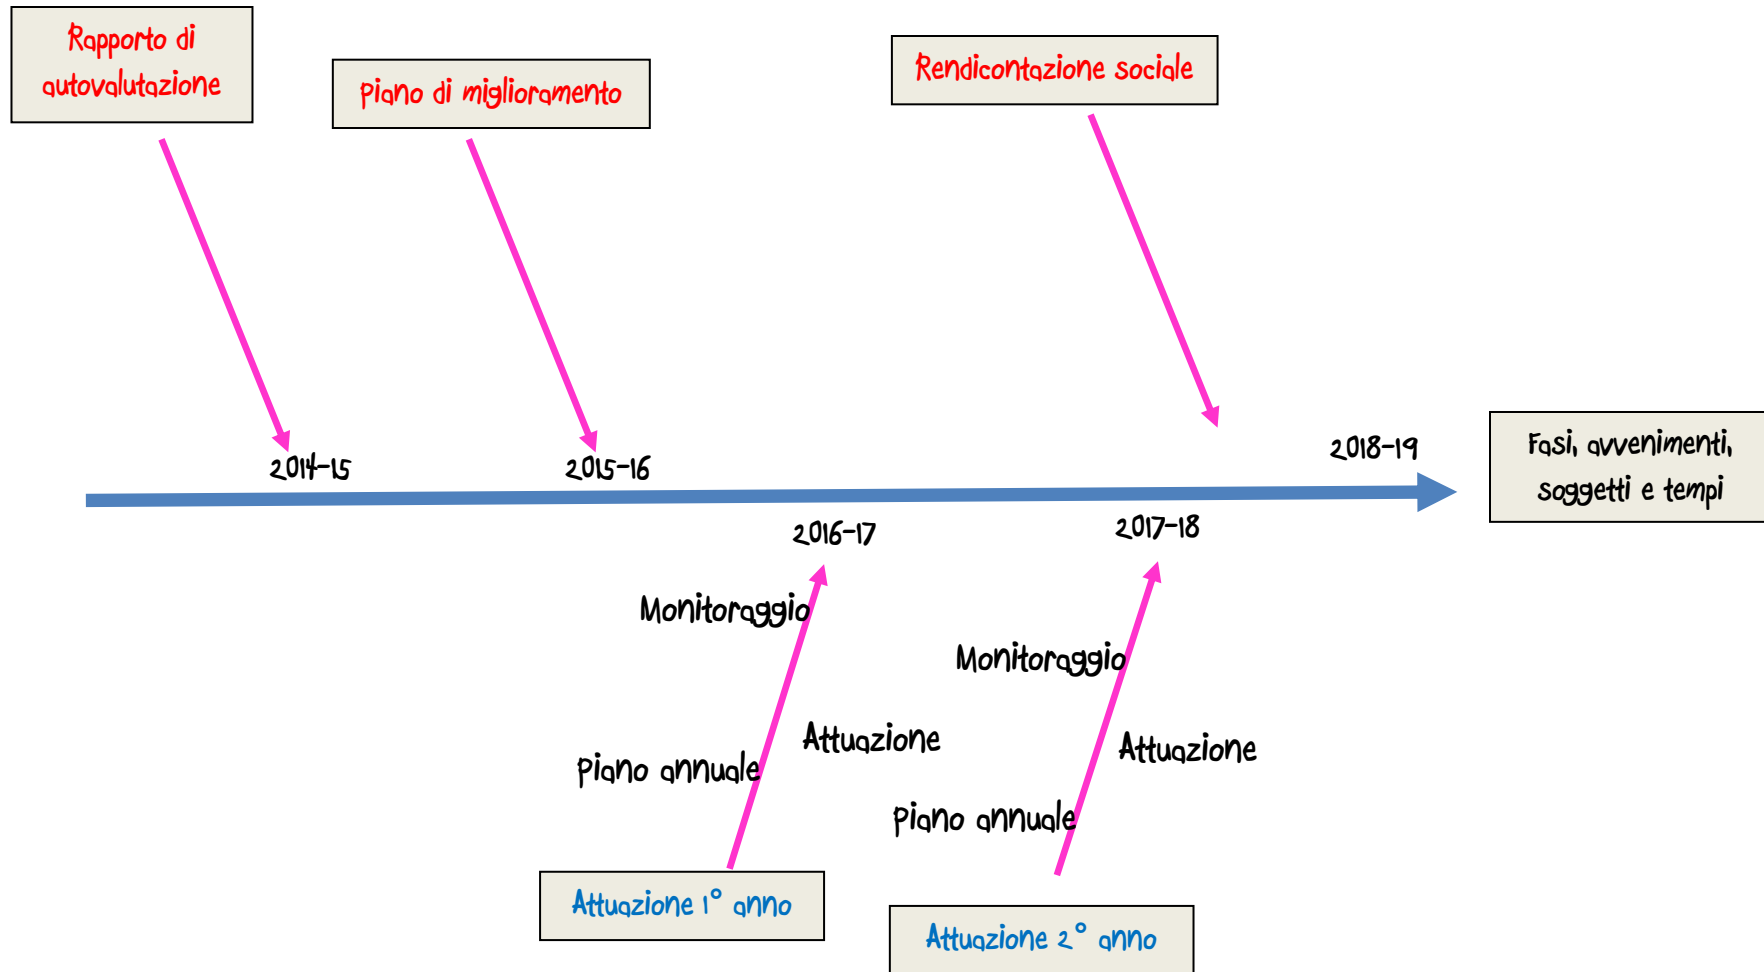 Rapporto di
autovalutazione
Piano di miglioramento
Rendicontazione sociale
2014-15
2015-16
2018-19
Fasi, avvenimenti,
soggetti e tempi
2016-17
2017-18
Monitoraggio
Monitoraggio
Attuazione
Attuazione
Piano annuale
Piano annuale
Attuazione 1° anno
Attuazione 2° anno